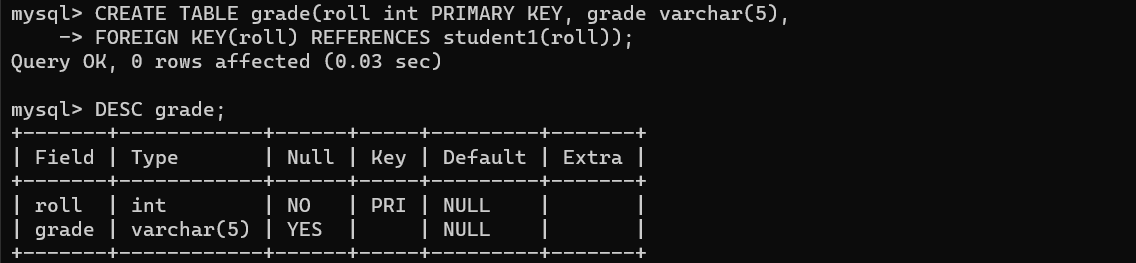 mysql> CREATE TABLE grade(roll int PRIMARY KEY, grade varchar(5),
    -> FOREIGN KEY(roll) REFERENCES student1(roll));
Query OK, 0 rows affected (0.03 sec)

mysql> DESC grade;
+-------+------------+------+-----+---------+-------+
| Field | Type       | Null | Key | Default | Extra |
+-------+------------+------+-----+---------+-------+
| roll  | int        | NO   | PRI | NULL    |       |
| grade | varchar(5) | YES  |     | NULL    |       |
+-------+------------+------+-----+---------+-------+